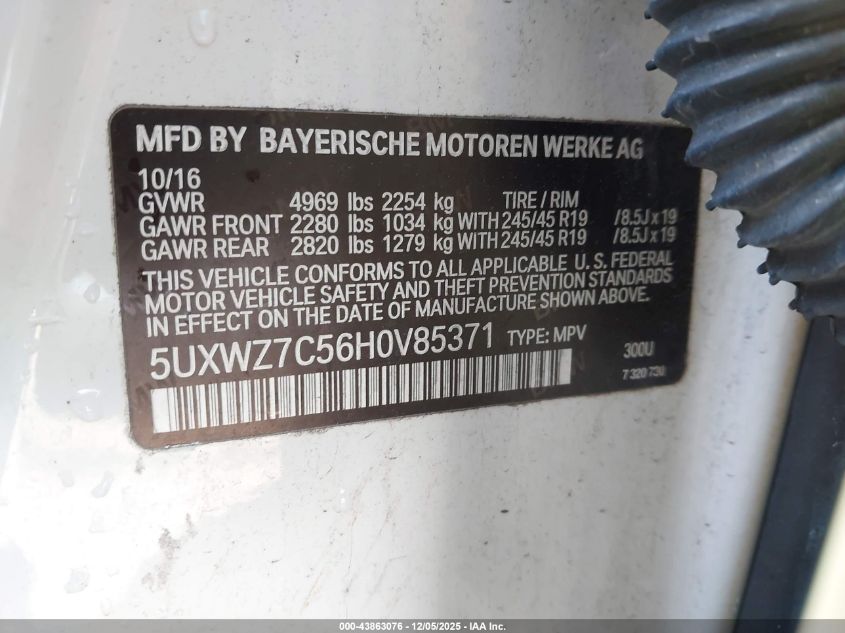 MFD BY BAYERISCHE MOTOREN WERKE AG
10/16
GVWR 4969 lbs 2254 kg TIRE / RIM
GAWR FRONT 2280 lbs 1034 kg WITH 245/45 R19 /8.5J x 19
GAWR REAR 2820 lbs 1279 kg WITH 245/45 R19 /8.5J x 19
THIS VEHICLE CONFORMS TO ALL APPLICABLE U. S. FEDERAL
MOTOR VEHICLE SAFETY AND THEFT PREVENTION STANDARDS
IN EFFECT ON THE DATE OF MANUFACTURE SHOWN ABOVE.
5UXWZ7C56H0V85371 TYPE: MPV 300U
7 320 730
000-43863076 - 12/05/2025 - IAA Inc.